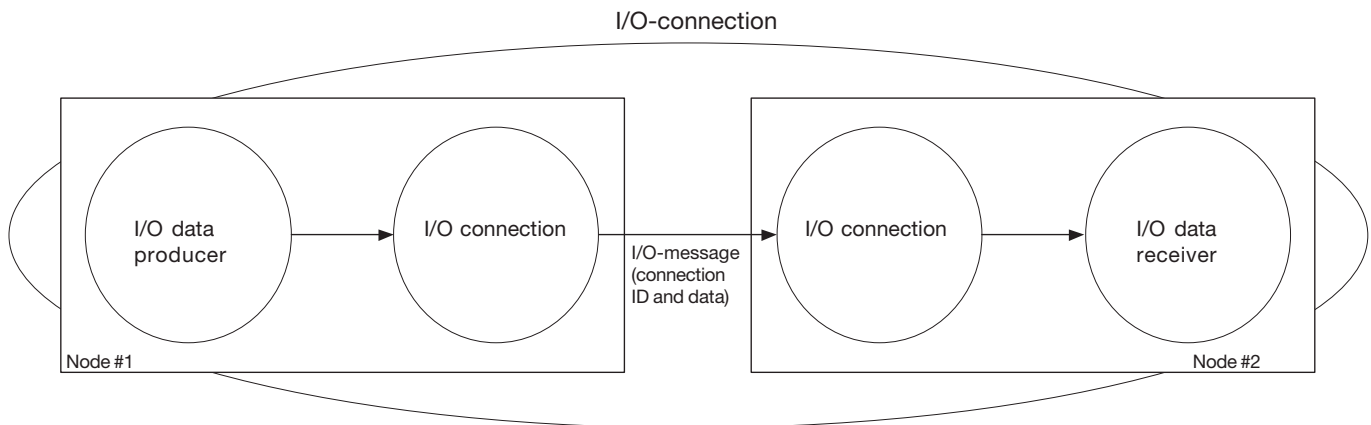 I/O-connection
I/O data
producer
I/O connection
I/O-message
(connection
ID and data)
I/O connection
I/O data
receiver
Node #1
Node #2